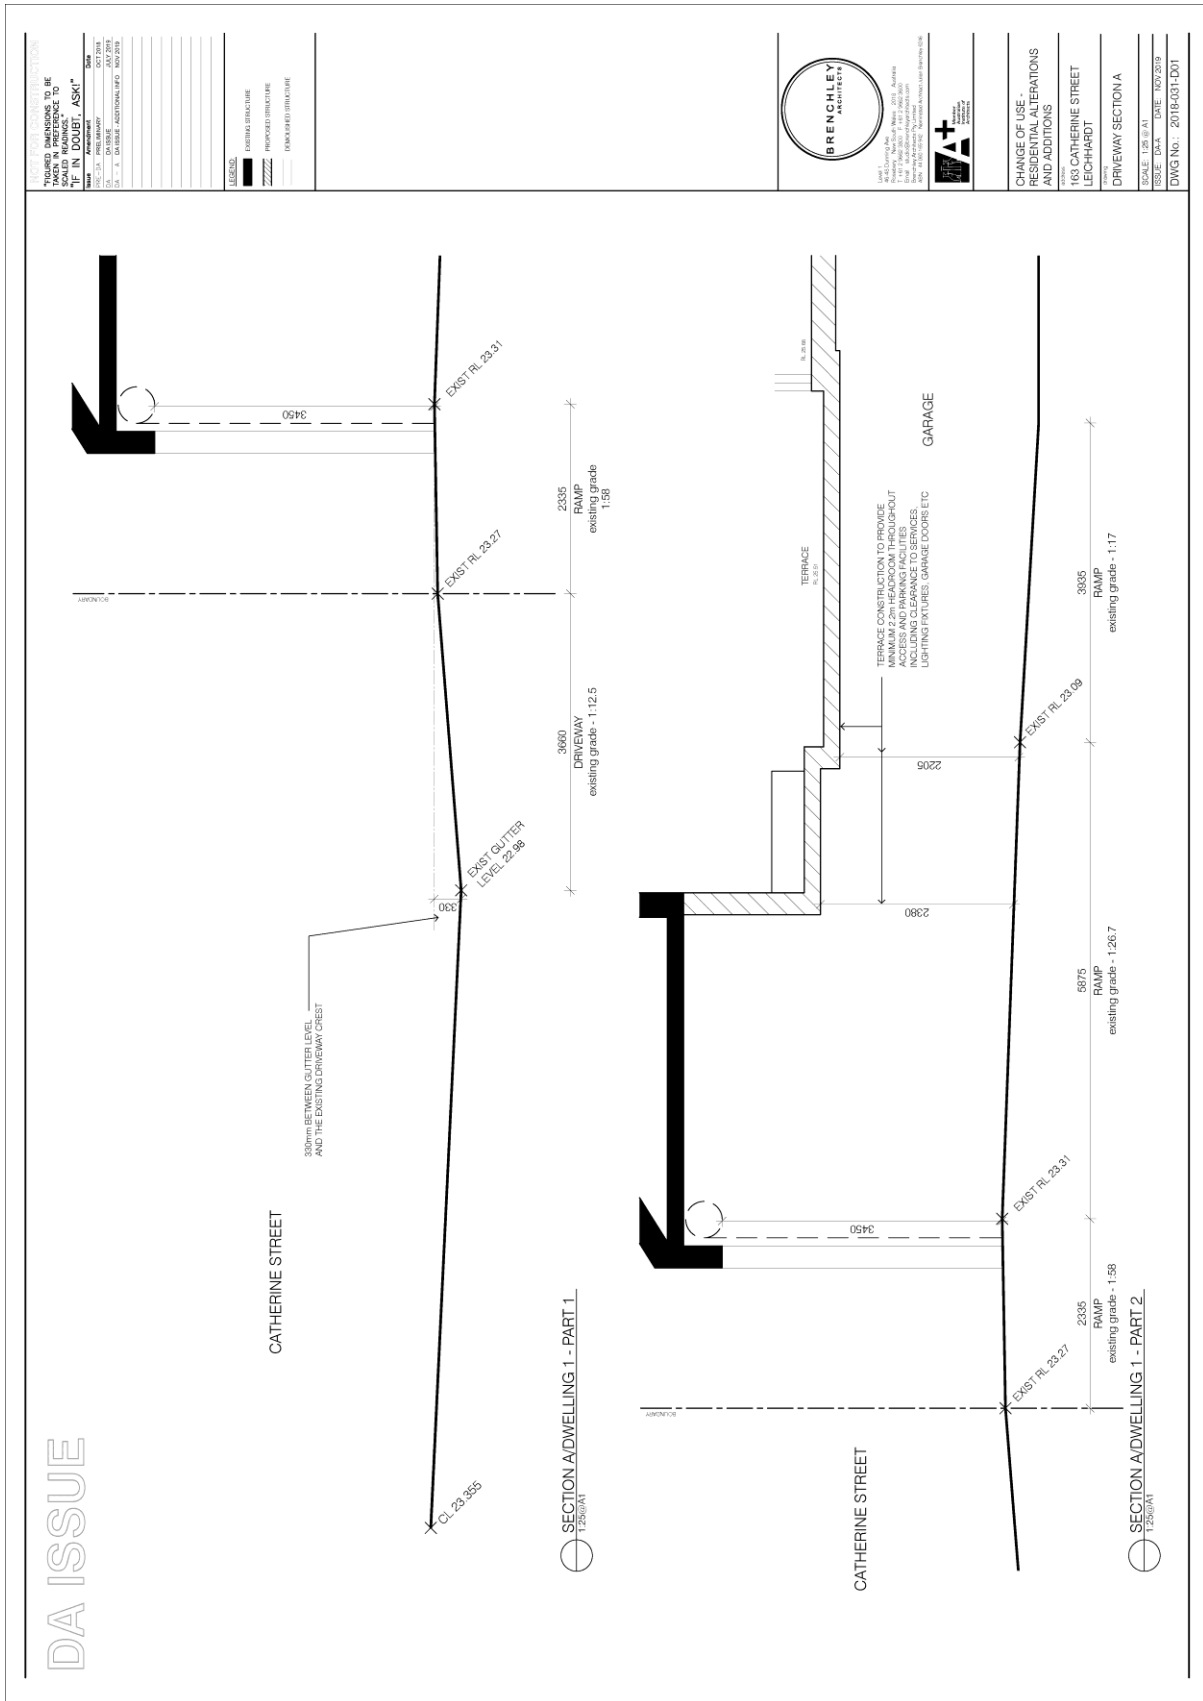 DA ISSUE
CATHERINE STREET
330mm BETWEEN GUTTER LEVEL
AND THE EXISTING DRIVEWAY CREST
CL 23.355
330
EXIST GUTTER
LEVEL 22.98
3660
DRIVEWAY
existing grade - 1:12.5
BOUNDARY
EXIST RL 23.27
2335
RAMP
existing grade
1:58
3450
EXIST RL 23.31
SECTION A/DWELLING 1 - PART 1
1:25@A1
CATHERINE STREET
BOUNDARY
EXIST RL 23.27
2335
RAMP
existing grade - 1:58
3450
EXIST RL 23.31
5875
RAMP
existing grade - 1:26.7
2380
2205
EXIST RL 23.09
TERRACE CONSTRUCTION TO PROVIDE
MINIMUM 2.2m HEADROOM THROUGHOUT
ACCESS AND PARKING FACILITIES
INCLUDING CLEARANCE TO SERVICES,
LIGHTING FIXTURES, GARAGE DOORS ETC
TERRACE
GARAGE
3935
RAMP
existing grade - 1:17
SECTION A/DWELLING 1 - PART 2
1:25@A1
NOT FOR CONSTRUCTION
"FIGURED DIMENSIONS TO BE
TAKEN IN PREFERENCE TO
SCALED READINGS."
"IF IN DOUBT, ASK!"
Issue Amendment Date
PRE - DA PRELIMINARY OCT 2018
DA DA ISSUE JULY 2019
DA - A DA ISSUE - ADDITIONAL INFO NOV 2019
LEGEND:
EXISTING STRUCTURE
PROPOSED STRUCTURE
DEMOLISHED STRUCTURE
BRENCHLEY
ARCHITECTS
A+
Member
Australian
Institute of
Architects
CHANGE OF USE -
RESIDENTIAL ALTERATIONS
AND ADDITIONS
address
163 CATHERINE STREET
LEICHHARDT
drawing
DRIVEWAY SECTION A
SCALE: 1:25 @ A1
ISSUE: DA-A DATE: NOV 2019
DWG No.: 2018-031-D01